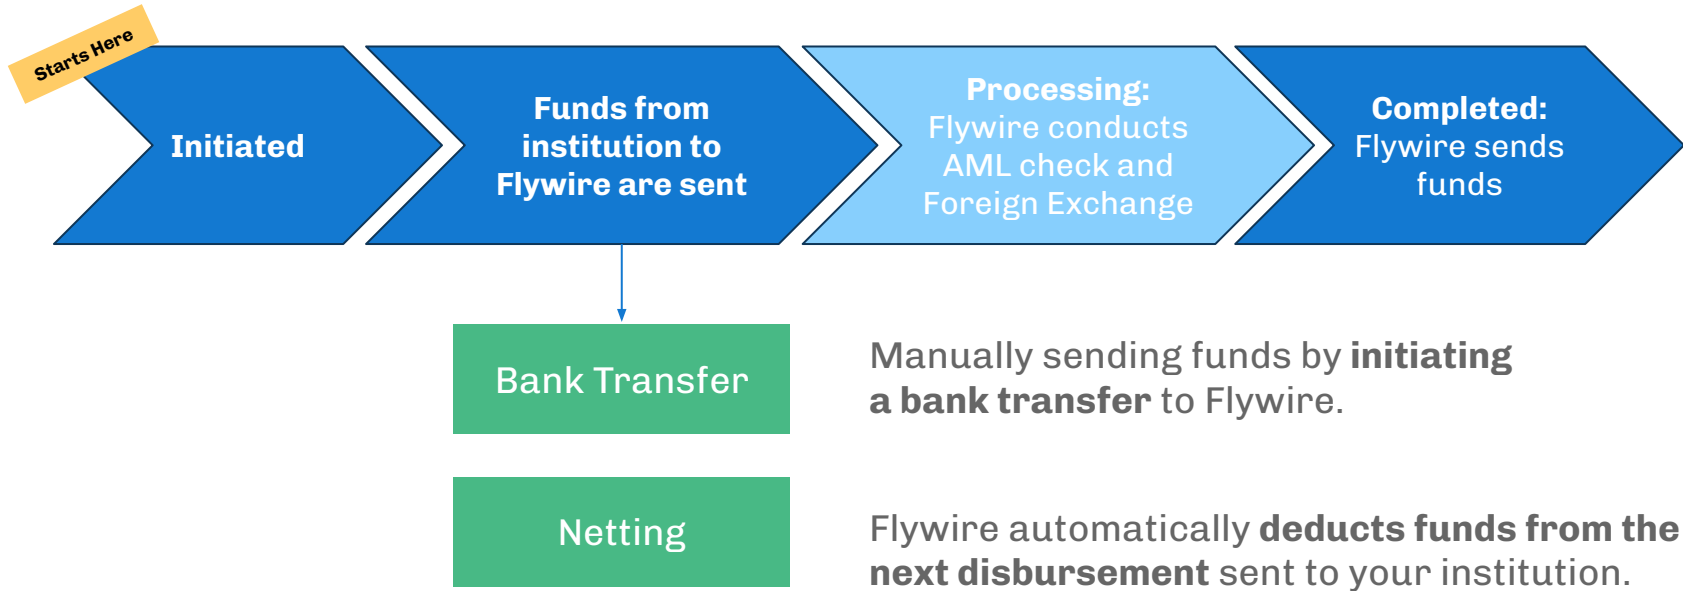 Starts Here
Initiated
Funds from
institution to
Flywire are sent
Processing:
Flywire conducts
AML check and
Foreign Exchange
Completed:
Flywire sends
funds
Bank Transfer
Manually sending funds by initiating
a bank transfer to Flywire.
Netting
Flywire automatically deducts funds from the
next disbursement sent to your institution.